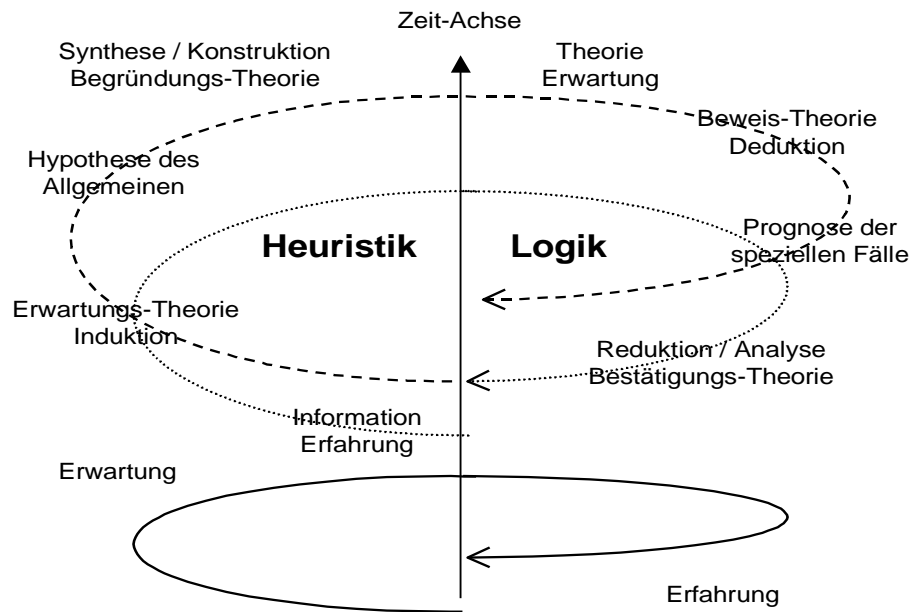 Zeit-Achse
Synthese / Konstruktion
Begründungs-Theorie
Theorie
Erwartung
Beweis-Theorie
Deduktion
Hypothese des
Allgemeinen
Heuristik
Logik
Prognose der
speziellen Fälle
Erwartungs-Theorie
Induktion
Reduktion / Analyse
Bestätigungs-Theorie
Information
Erfahrung
Erwartung
Erfahrung